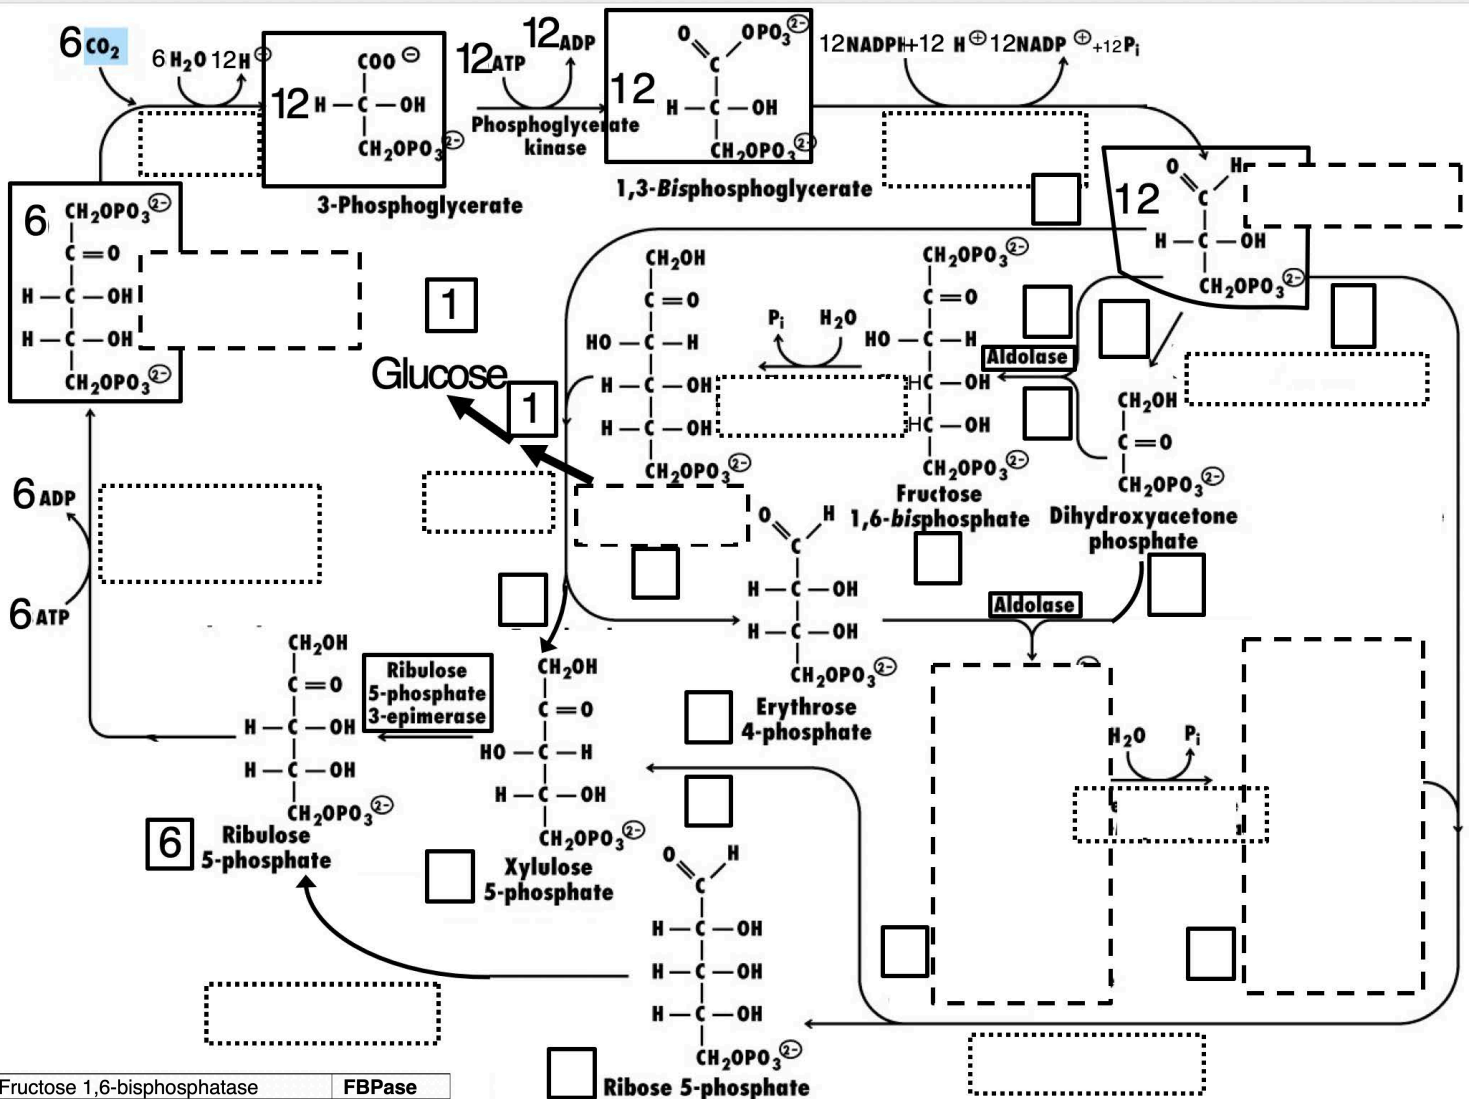 6 CO2
6 H2O 12H⊕
12
COO ⊖
H — C — OH
CH2OPO3 2-
3-Phosphoglycerate
12 ATP
12 ADP
Phosphoglycerate
kinase
12
O
OPO3 2-
C
H — C — OH
CH2OPO3 2-
1,3-Bisphosphoglycerate
12NADPH+12 H⊕ 12NADP ⊕ +12Pi
12
O
H
C
H — C — OH
CH2OPO3 2-
6
CH2OPO3 2-
C = O
H — C — OH
H — C — OH
CH2OPO3 2-
1
Glucose
1
CH2OH
C = O
HO — C — H
H — C — OH
H — C — OH
CH2OPO3 2-
Pi
H2O
CH2OPO3 2-
C = O
HO — C — H
HC — OH
HC — OH
CH2OPO3 2-
Fructose
1,6-bisphosphate
Aldolase
CH2OH
C = O
CH2OPO3 2-
Dihydroxyacetone
phosphate
6 ADP
6 ATP
O
H
C
H — C — OH
H — C — OH
CH2OPO3 2-
Erythrose
4-phosphate
Aldolase
H2O
Pi
CH2OH
C = O
H — C — OH
H — C — OH
CH2OPO3 2-
6
Ribulose
5-phosphate
Ribulose
5-phosphate
3-epimerase
CH2OH
C = O
HO — C — H
H — C — OH
CH2OPO3 2-
Xylulose
5-phosphate
O
H
C
H — C — OH
H — C — OH
H — C — OH
CH2OPO3 2-
Ribose 5-phosphate
Fructose 1,6-bisphosphatase
FBPase